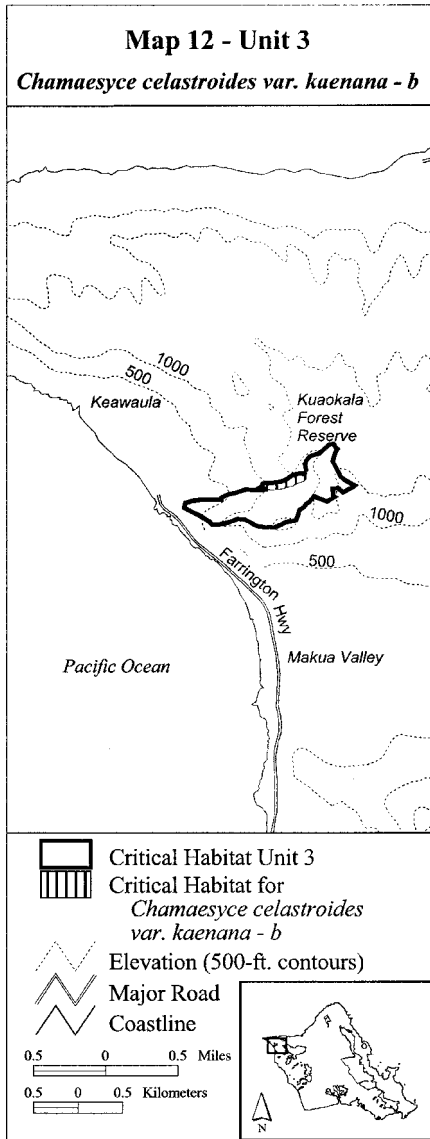 Map 12 - Unit 3
Chamaesyce celastroides var. kaenana - b
1000
500
Keawaula
Kuaokala
Forest
Reserve
1000
500
Farrington Hwy
Makua Valley
Pacific Ocean
Critical Habitat Unit 3
Critical Habitat for
Chamaesyce celastroides
var. kaenana - b
Elevation (500-ft. contours)
Major Road
Coastline
0.5 0 0.5 Miles
0.5 0 0.5 Kilometers
N